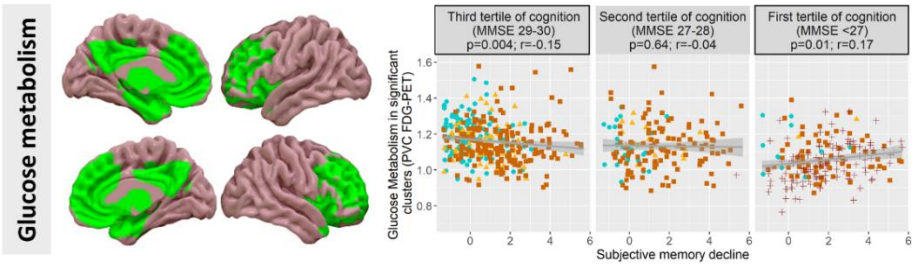 Glucose metabolism
Third tertile of cognition
(MMSE 29-30)
p=0.004; r=-0.15
Second tertile of cognition
(MMSE 27-28)
p=0.64; r=-0.04
First tertile of cognition
(MMSE <27)
p=0.01; r=0.17
Glucose Metabolism in significant
clusters (PVC FDG-PET)
1.6
1.4
1.2
1.0
0.8
0 2 4 6
0 2 4 6
0 2 4 6
Subjective memory decline